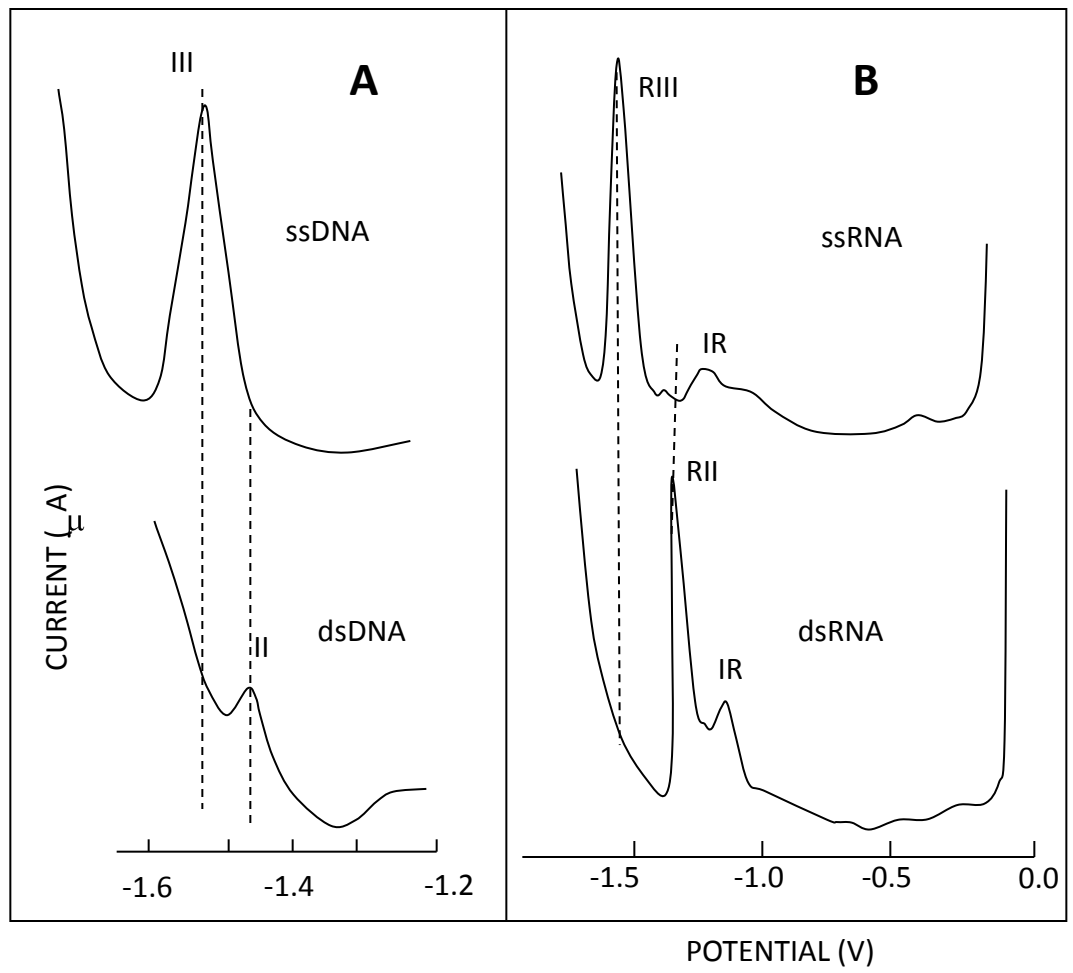 A
III
ssDNA
CURRENT (_A)
μ
II
dsDNA
-1.6
-1.4
-1.2
B
RIII
ssRNA
IR
RII
dsRNA
IR
-1.5
-1.0
-0.5
0.0
POTENTIAL (V)